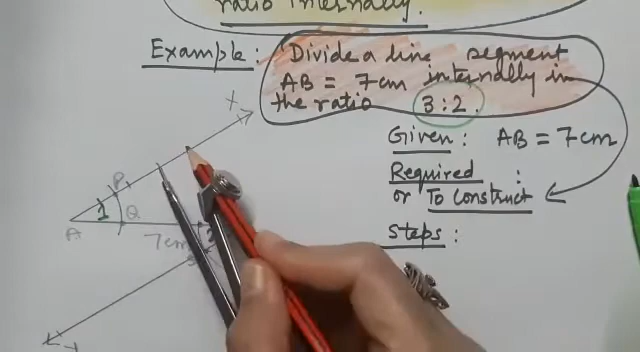 ratio internally.
Example: Divide a line segment
AB = 7cm internally in
the ratio 3:2.
Given: AB = 7cm
Required :
or To Construct
Steps :
X
P
1
Q
A
7cm